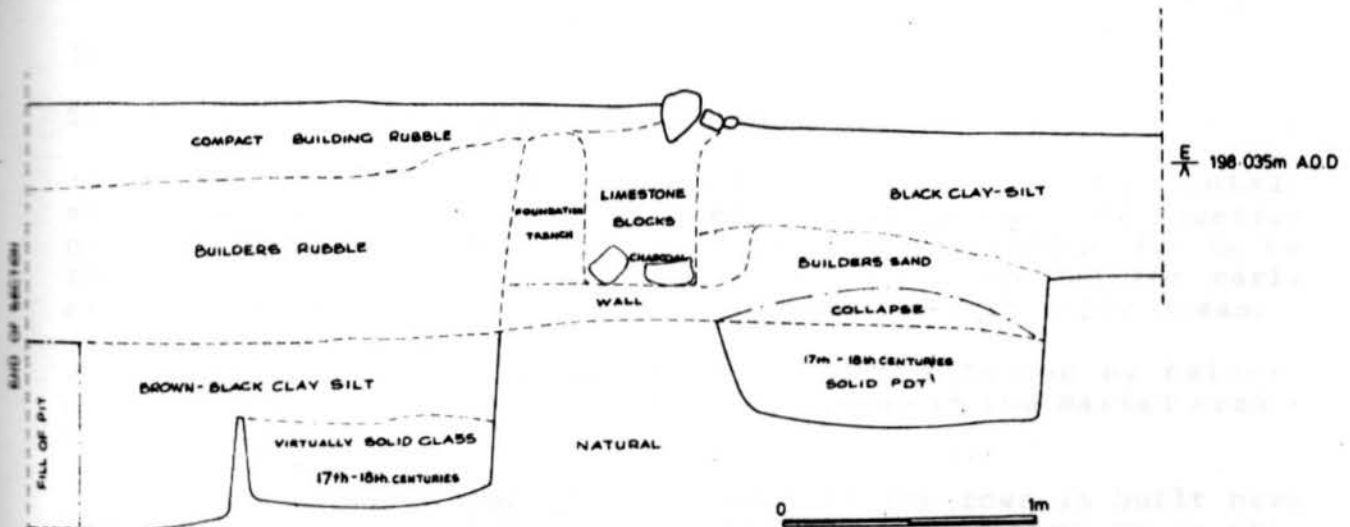 COMPACT BUILDING RUBBLE
E 198.035m A.O.D
BLACK CLAY-SILT
LIMESTONE
BLOCKS
FOUNDATION
TRENCH
BUILDERS RUBBLE
CHARCOAL
BUILDERS SAND
WALL
COLLAPSE
END OF SECTION
17th - 18th CENTURIES
SOLID POT
BROWN-BLACK CLAY SILT
FILL OF PIT
VIRTUALLY SOLID GLASS
17th-18th CENTURIES
NATURAL
0 1m